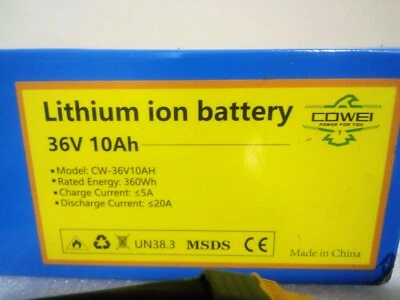 Lithium ion battery
COWEI
POWER FOR YOU
36V 10Ah
•Model: CW-36V10AH
•Rated Energy: 360Wh
•Charge Current: ≤5A
•Discharge Current: ≤20A
UN38.3 MSDS CE
Made in China